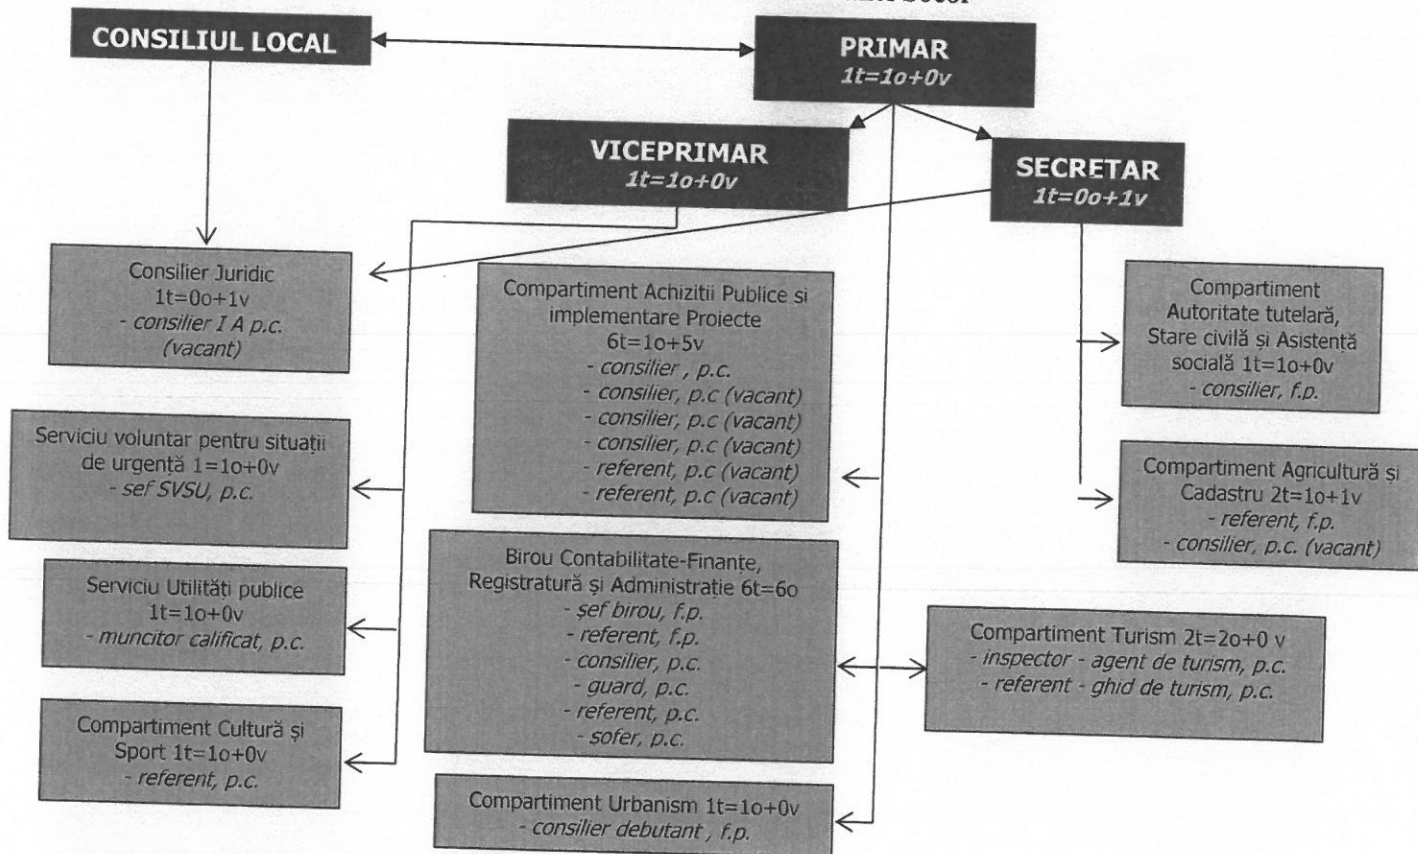 CONSILIUL LOCAL
PRIMAR
1t=1o+0v
VICEPRIMAR
1t=1o+0v
SECRETAR
1t=0o+1v
Consilier Juridic
1t=0o+1v
- consilier I A p.c.
(vacant)
Compartiment Achizitii Publice si
implementare Proiecte
6t=1o+5v
- consilier , p.c.
- consilier, p.c (vacant)
- consilier, p.c (vacant)
- consilier, p.c (vacant)
- referent, p.c (vacant)
- referent, p.c (vacant)
Compartiment
Autoritate tutelară,
Stare civilă și Asistență
socială 1t=1o+0v
- consilier, f.p.
Serviciu voluntar pentru situații
de urgență 1=1o+0v
- sef SVSU, p.c.
Compartiment Agricultură și
Cadastru 2t=1o+1v
- referent, f.p.
- consilier, p.c. (vacant)
Serviciu Utilități publice
1t=1o+0v
- muncitor calificat, p.c.
Birou Contabilitate-Finanțe,
Registratură și Administrație 6t=6o
- șef birou, f.p.
- referent, f.p.
- consilier, p.c.
- guard, p.c.
- referent, p.c.
- sofer, p.c.
Compartiment Turism 2t=2o+0 v
- inspector - agent de turism, p.c.
- referent - ghid de turism, p.c.
Compartiment Cultură și
Sport 1t=1o+0v
- referent, p.c.
Compartiment Urbanism 1t=1o+0v
- consilier debutant , f.p.